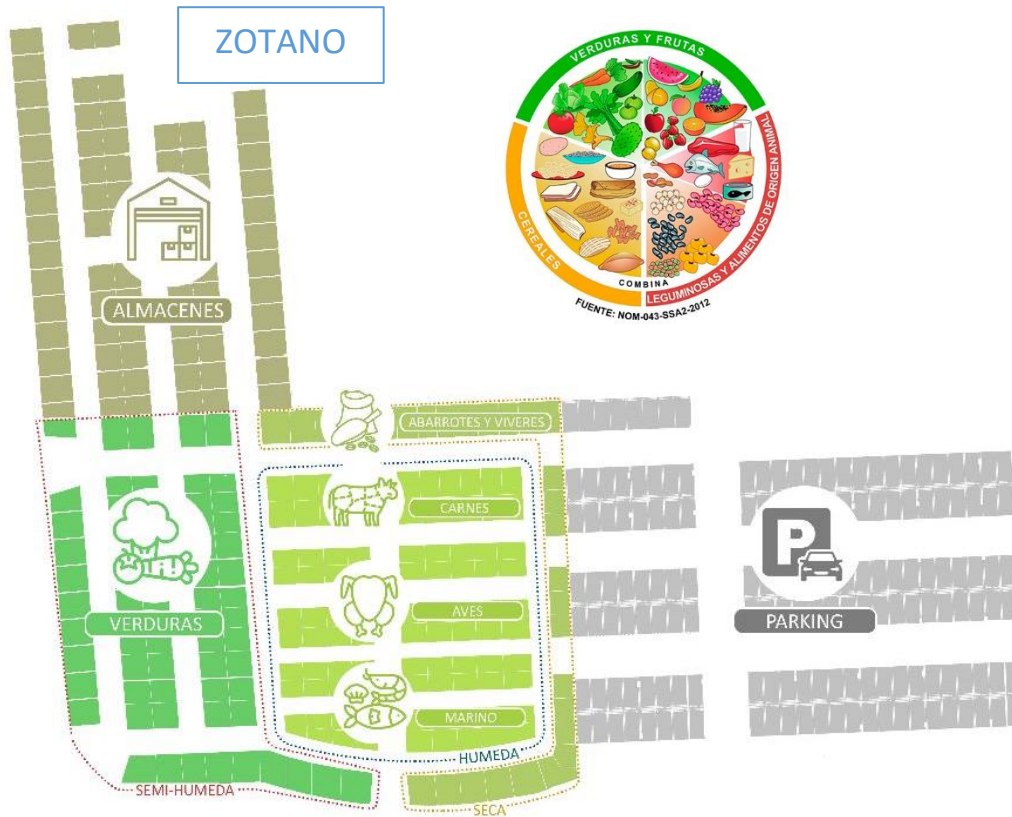 ZOTANO
VERDURAS Y FRUTAS
CEREALES
LEGUMINOSAS Y ALIMENTOS DE ORIGEN ANIMAL
COMBINA
FUENTE: NOM-043-SSA2-2012
ALMACENES
ABARROTES Y VIVERES
CARNES
VERDURAS
AVES
P
PARKING
MARINO
HUMEDA
SEMI-HUMEDA
SECA